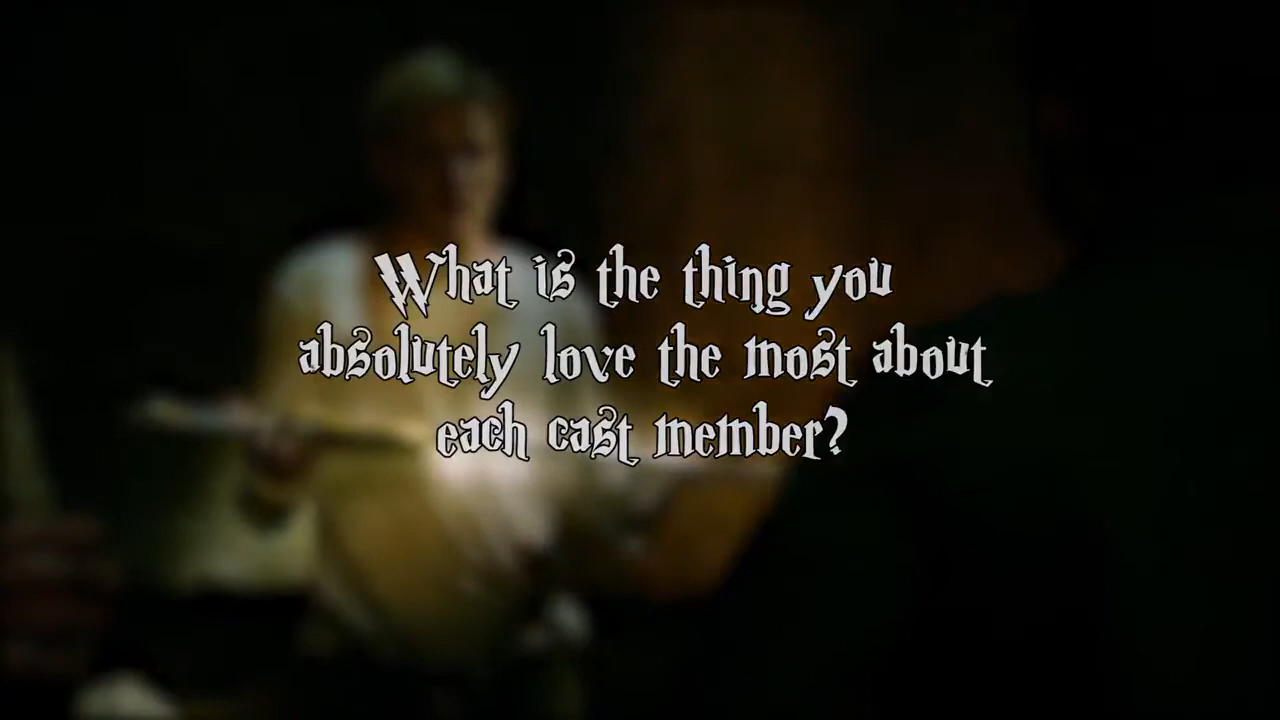 What is the thing you
absolutely love the most about
each cast member?